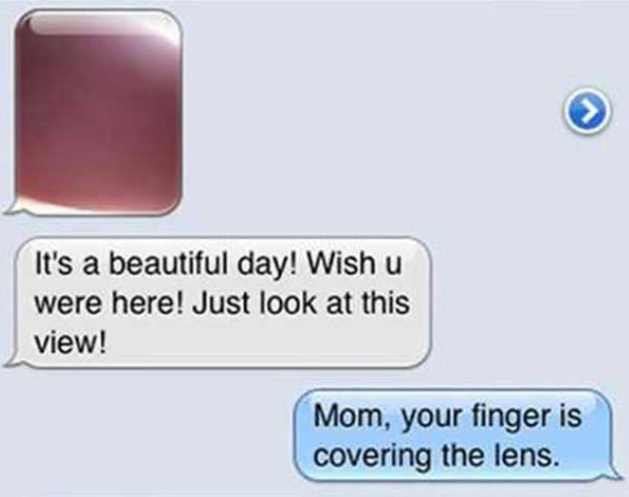 It's a beautiful day! Wish u
were here! Just look at this
view!
Mom, your finger is
covering the lens.